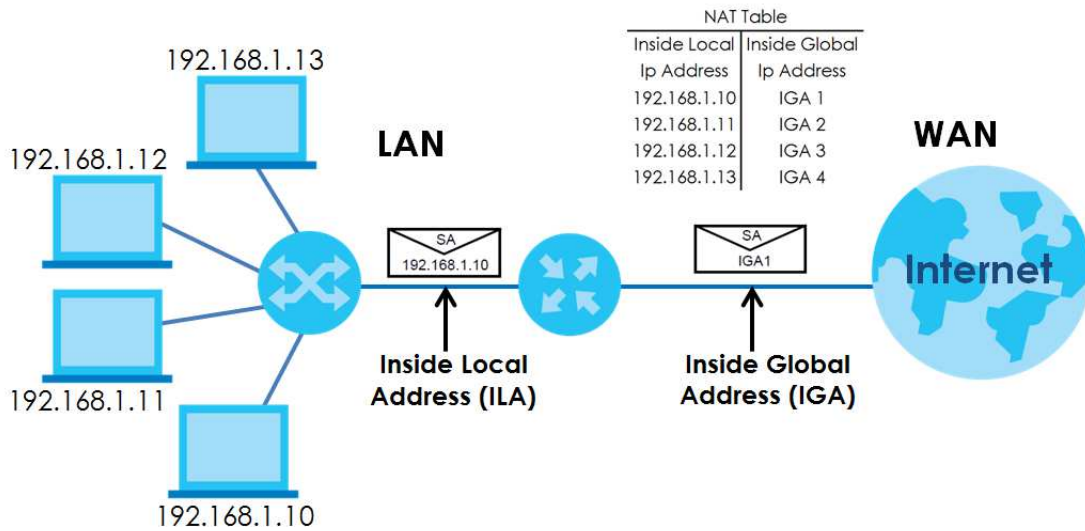 NAT Table
Inside Local Inside Global
Ip Address Ip Address
192.168.1.10 IGA 1
192.168.1.11 IGA 2
192.168.1.12 IGA 3
192.168.1.13 IGA 4
192.168.1.13
LAN
WAN
192.168.1.12
SA
192.168.1.10
SA
IGA1
Internet
Inside Local
Address (ILA)
Inside Global
Address (IGA)
192.168.1.11
192.168.1.10